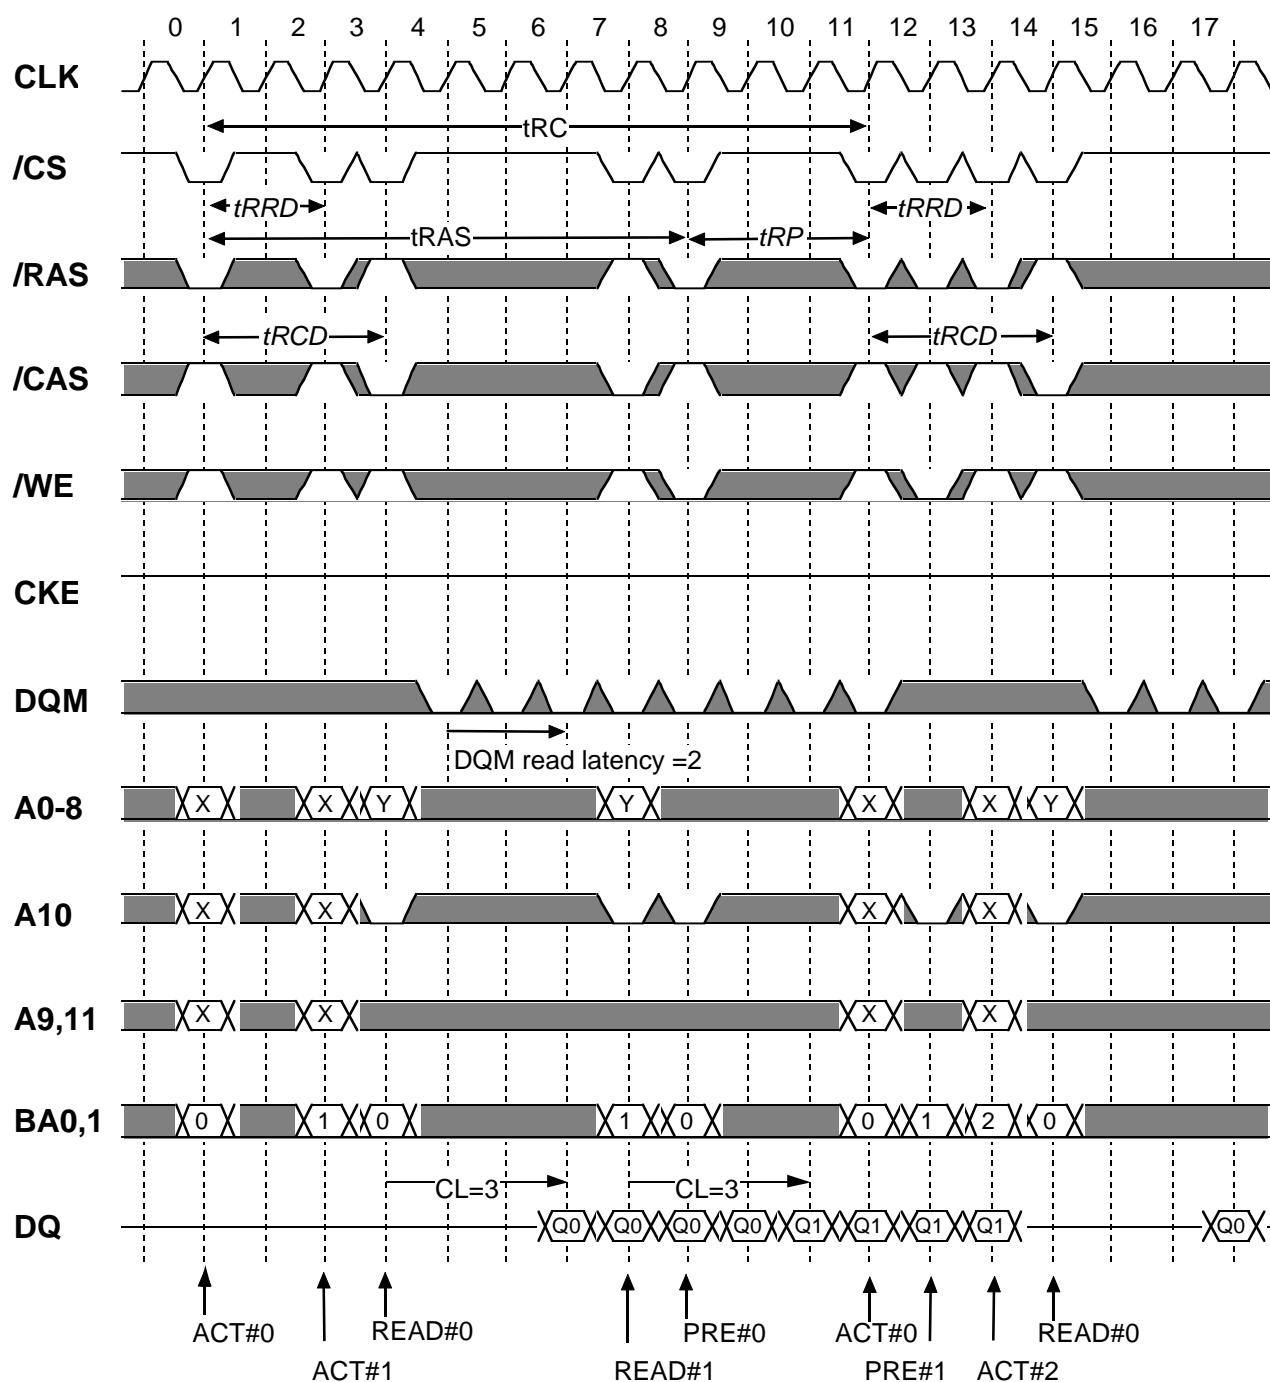 0 1 2 3 4 5 6 7 8 9 10 11 12 13 14 15 16 17
CLK
tRC
/CS
tRRD tRRD
tRAS tRP
/RAS
tRCD tRCD
/CAS
/WE
CKE
DQM
DQM read latency =2
A0-8 X X Y Y X X Y
A10 X X X X
A9,11 X X X X
BA0,1 0 1 0 1 0 0 1 2 0
CL=3 CL=3
DQ Q0 Q0 Q0 Q0 Q1 Q1 Q1 Q1 Q0
ACT#0 READ#0 PRE#0 ACT#0 READ#0
ACT#1 READ#1 PRE#1 ACT#2